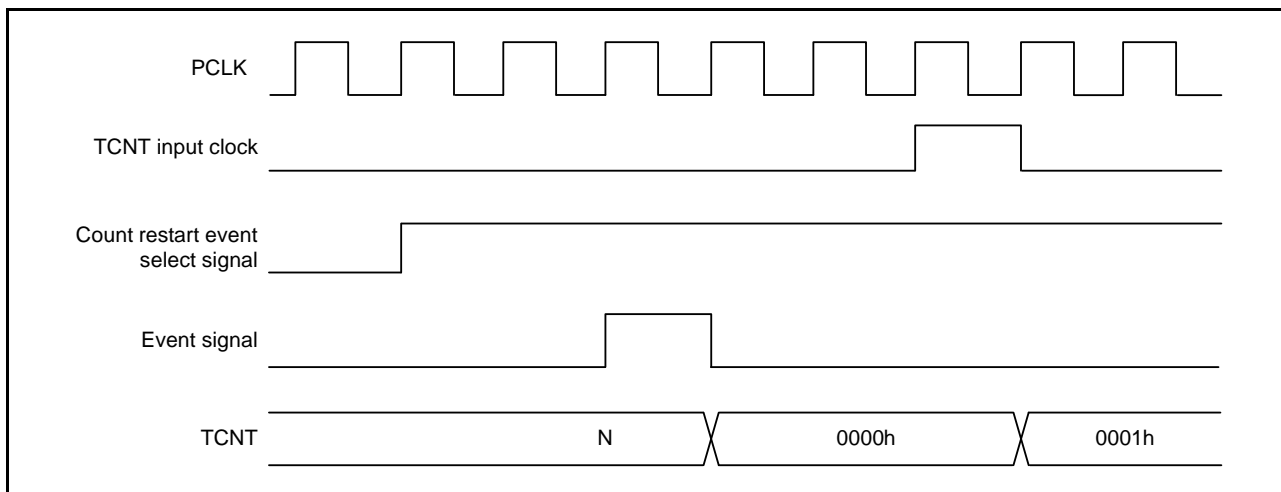 PCLK
TCNT input clock
Count restart event
select signal
Event signal
TCNT
N
0000h
0001h